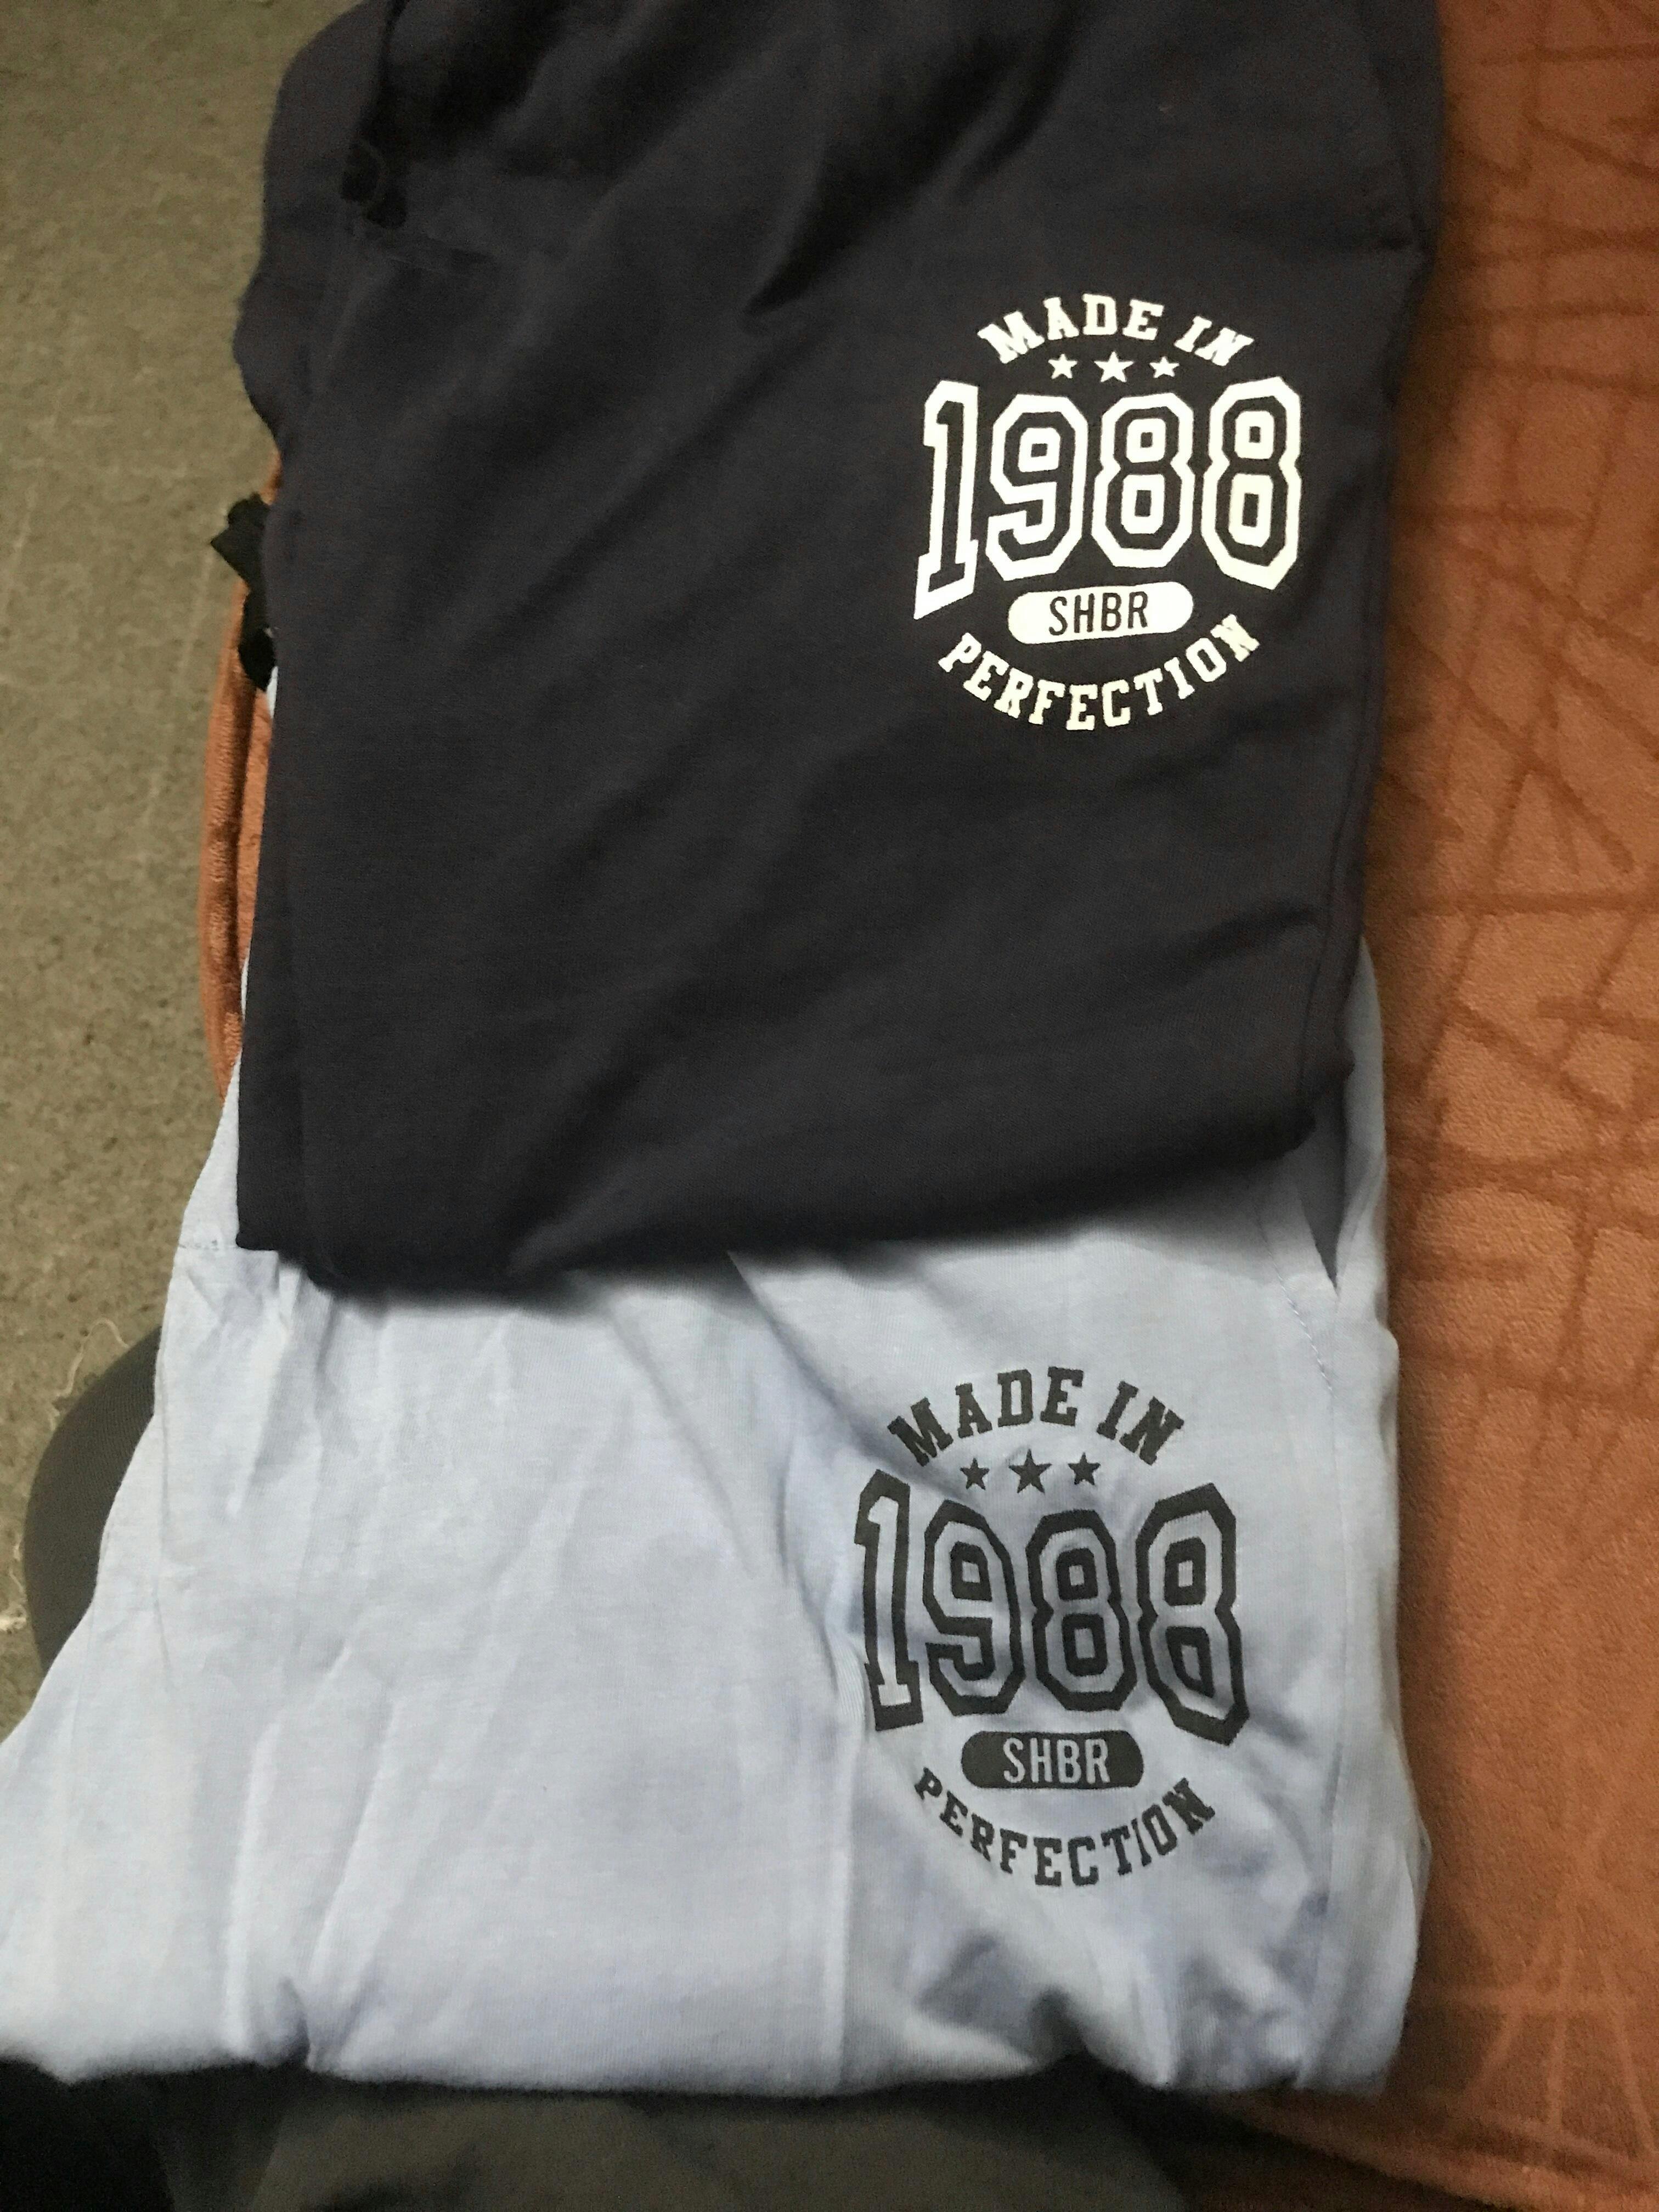 MADE IN
1988
SHBR
PERFECTION
MADE IN
1988
SHBR
PERFECTION